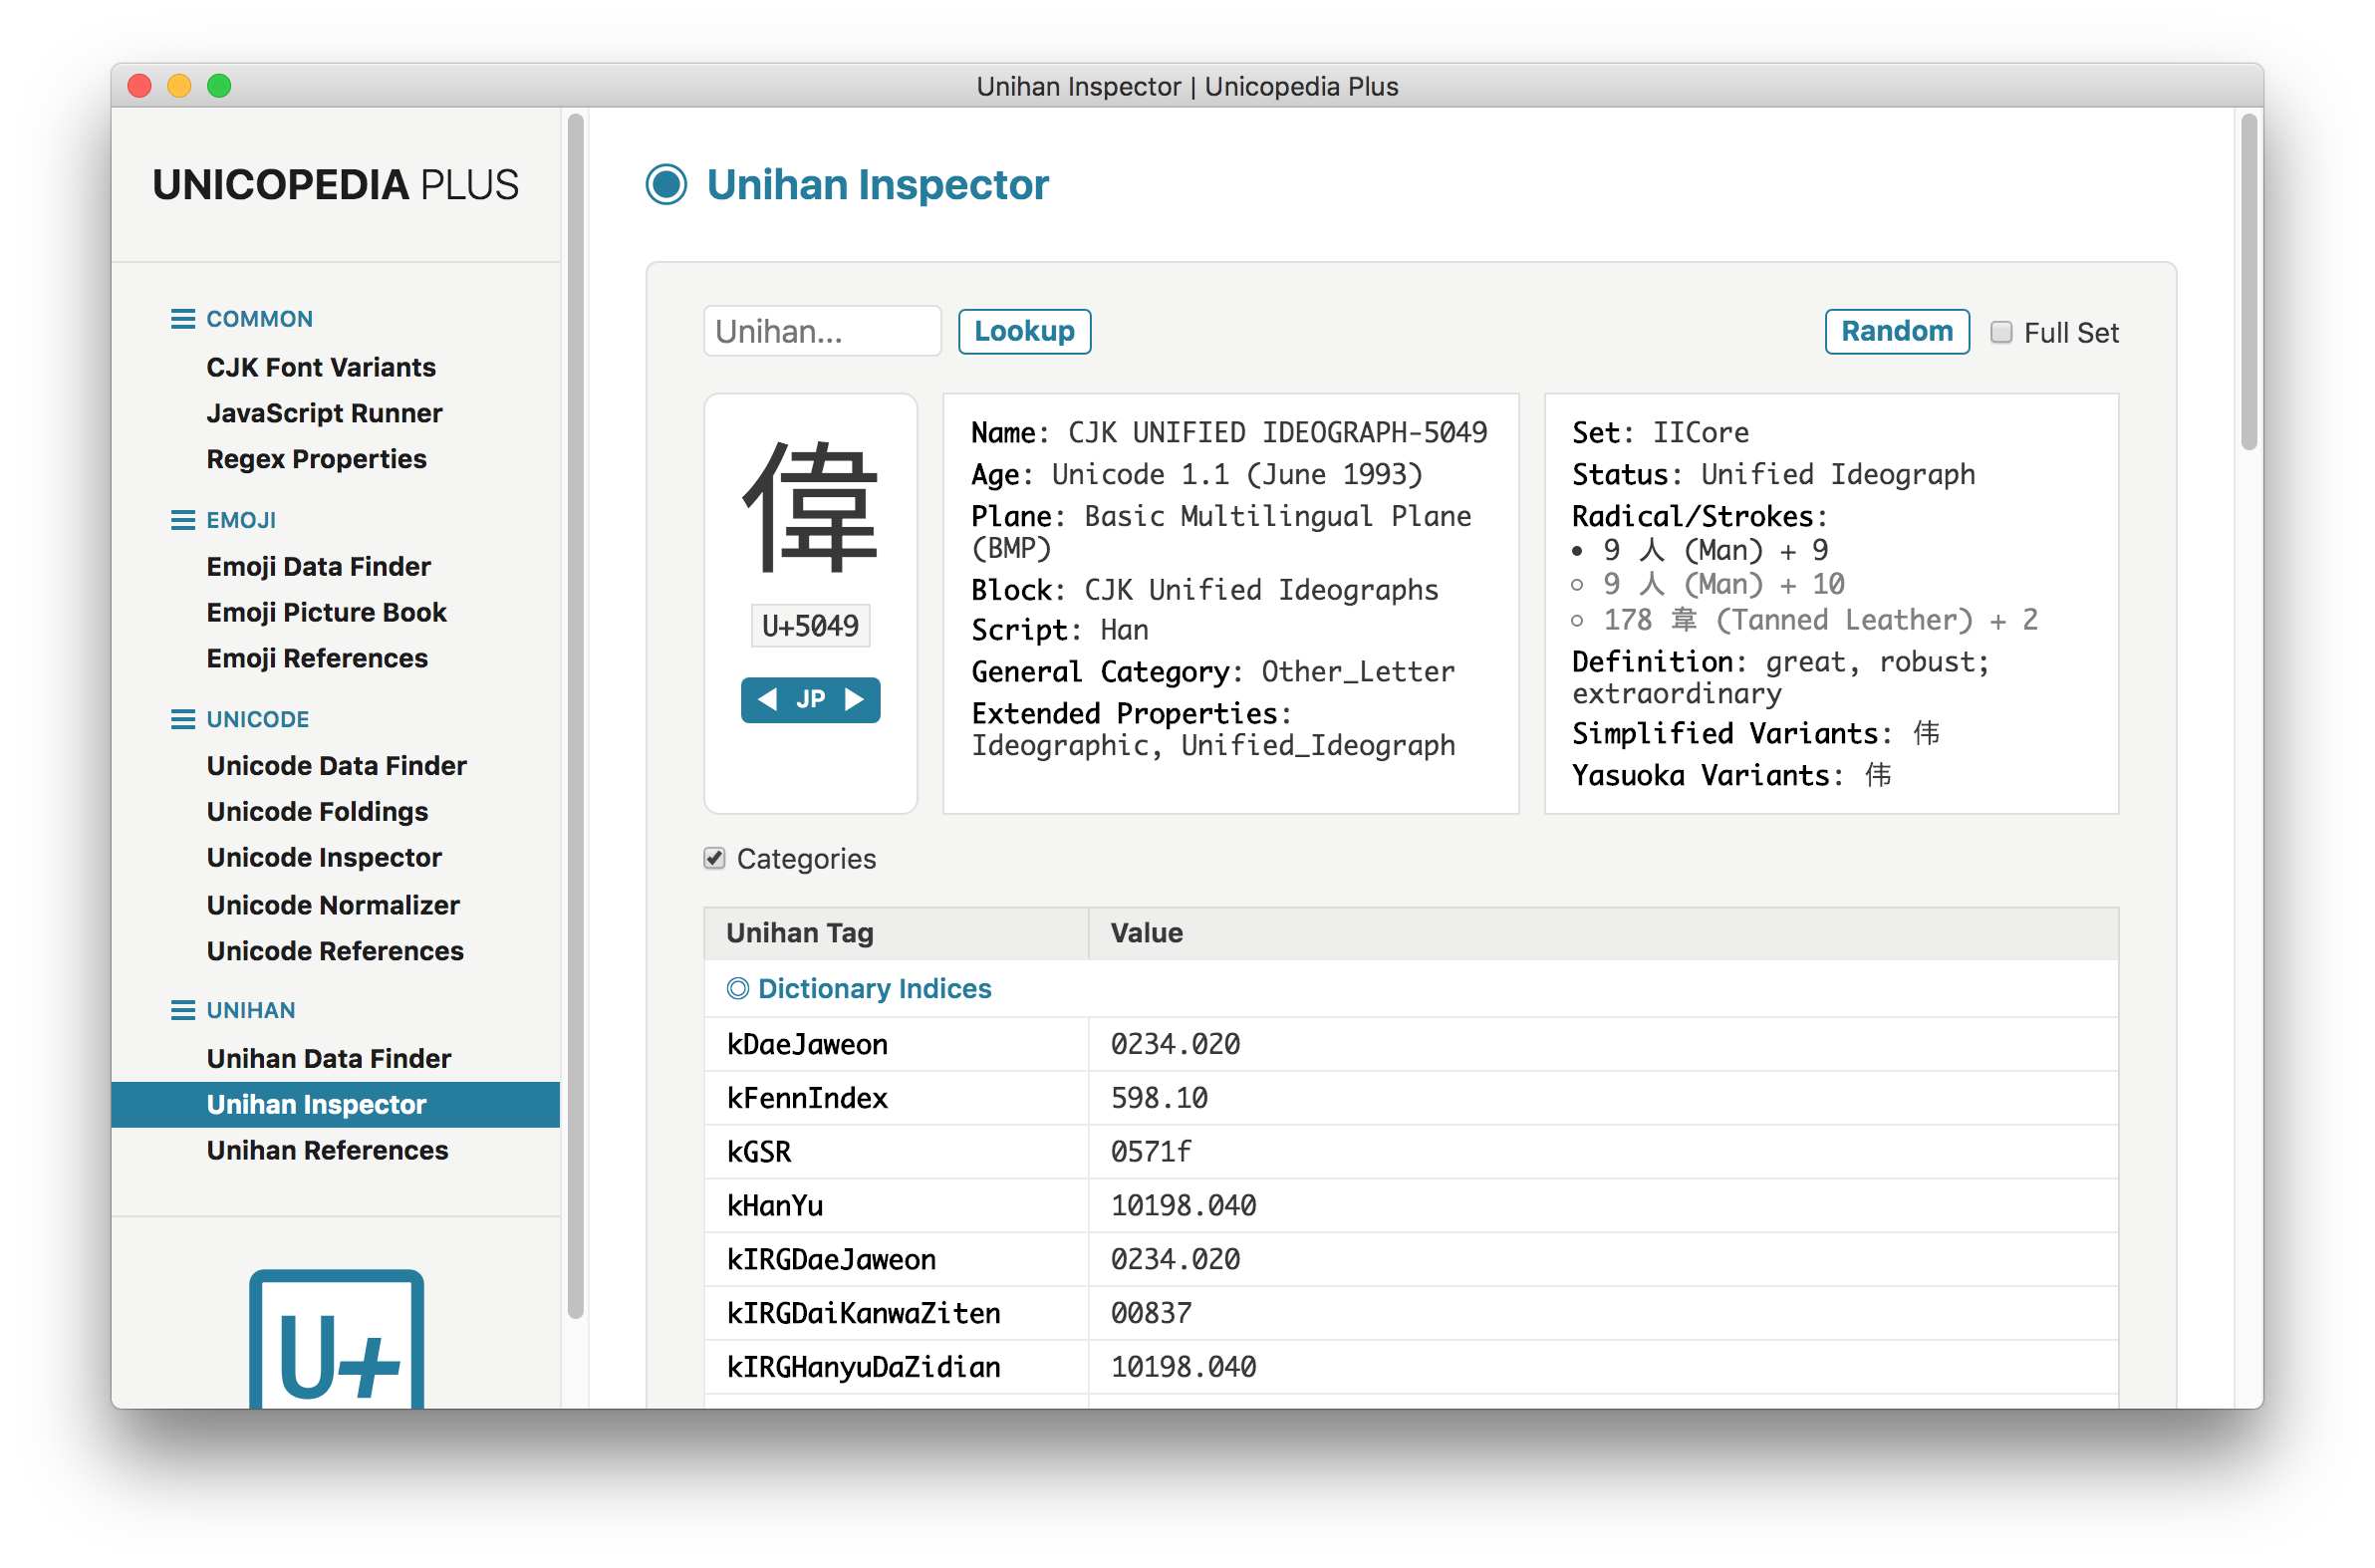 Unihan Inspector | Unicopedia Plus
UNICOPEDIA PLUS
COMMON
CJK Font Variants
JavaScript Runner
Regex Properties
EMOJI
Emoji Data Finder
Emoji Picture Book
Emoji References
UNICODE
Unicode Data Finder
Unicode Foldings
Unicode Inspector
Unicode Normalizer
Unicode References
UNIHAN
Unihan Data Finder
Unihan Inspector
Unihan References
U+
Unihan Inspector
Unihan...
Lookup
Random
Full Set
偉
U+5049
◀ JP ▶
Name: CJK UNIFIED IDEOGRAPH-5049
Age: Unicode 1.1 (June 1993)
Plane: Basic Multilingual Plane
(BMP)
Block: CJK Unified Ideographs
Script: Han
General Category: Other_Letter
Extended Properties:
Ideographic, Unified_Ideograph
Set: IICore
Status: Unified Ideograph
Radical/Strokes:
• 9 人 (Man) + 9
○ 9 人 (Man) + 10
○ 178 韋 (Tanned Leather) + 2
Definition: great, robust;
extraordinary
Simplified Variants: 伟
Yasuoka Variants: 伟
Categories
Unihan Tag Value
◎ Dictionary Indices
kDaeJaweon 0234.020
kFennIndex 598.10
kGSR 0571f
kHanYu 10198.040
kIRGDaeJaweon 0234.020
kIRGDaiKanwaZiten 00837
kIRGHanyuDaZidian 10198.040